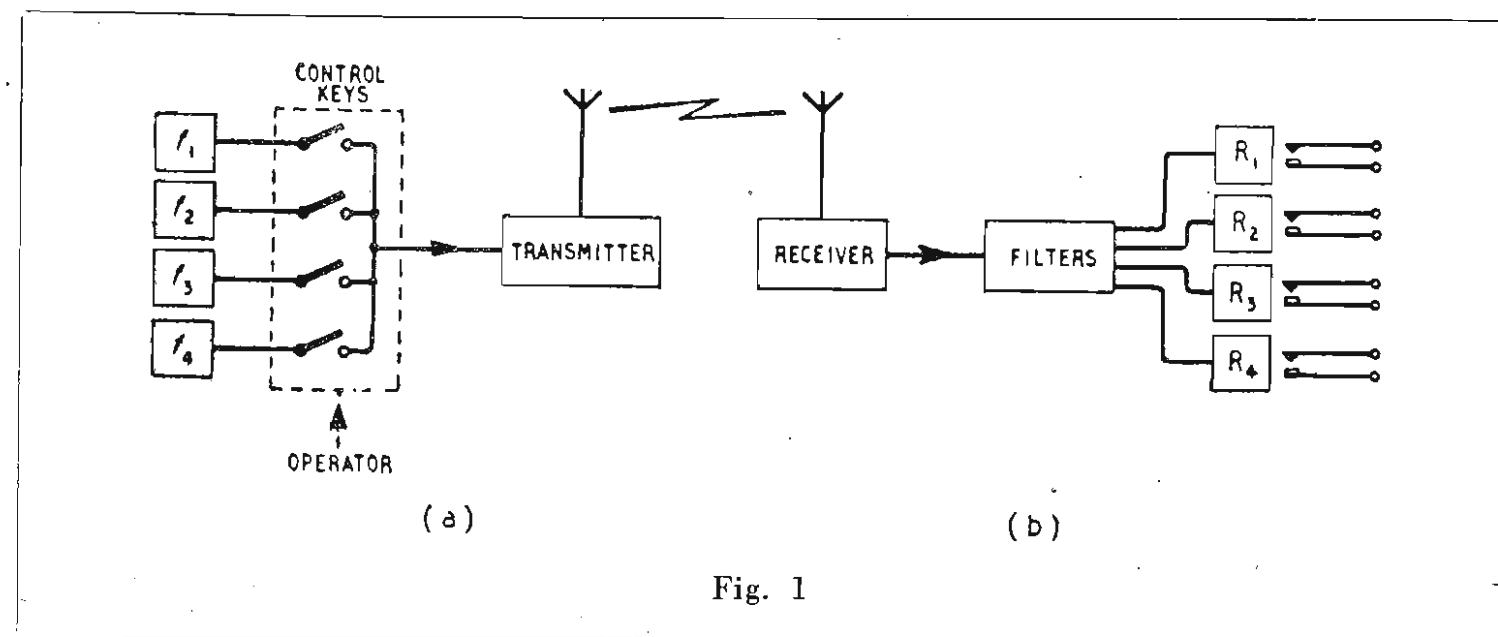 CONTROL
KEYS
f₁
f₂
f₃
f₄
OPERATOR
TRANSMITTER
(a)
RECEIVER
FILTERS
R₁
R₂
R₃
R₄
(b)
Fig. 1